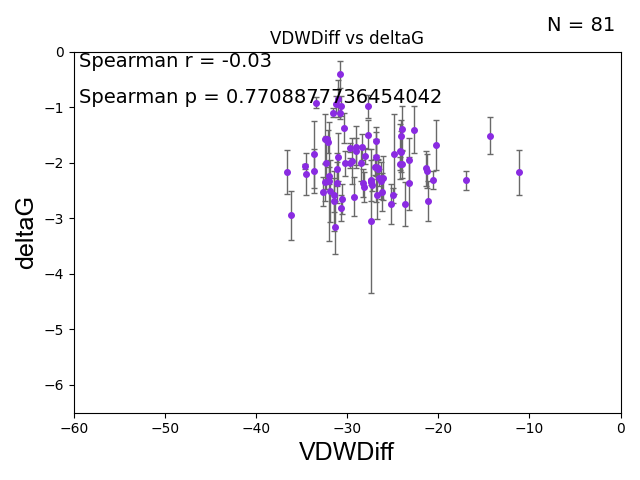 N = 81
VDWDiff vs deltaG
Spearman r = -0.03
Spearman p = 0.7708877736454042
0
−1
−2
−3
−4
−5
−6
deltaG
−60 −50 −40 −30 −20 −10 0
VDWDiff